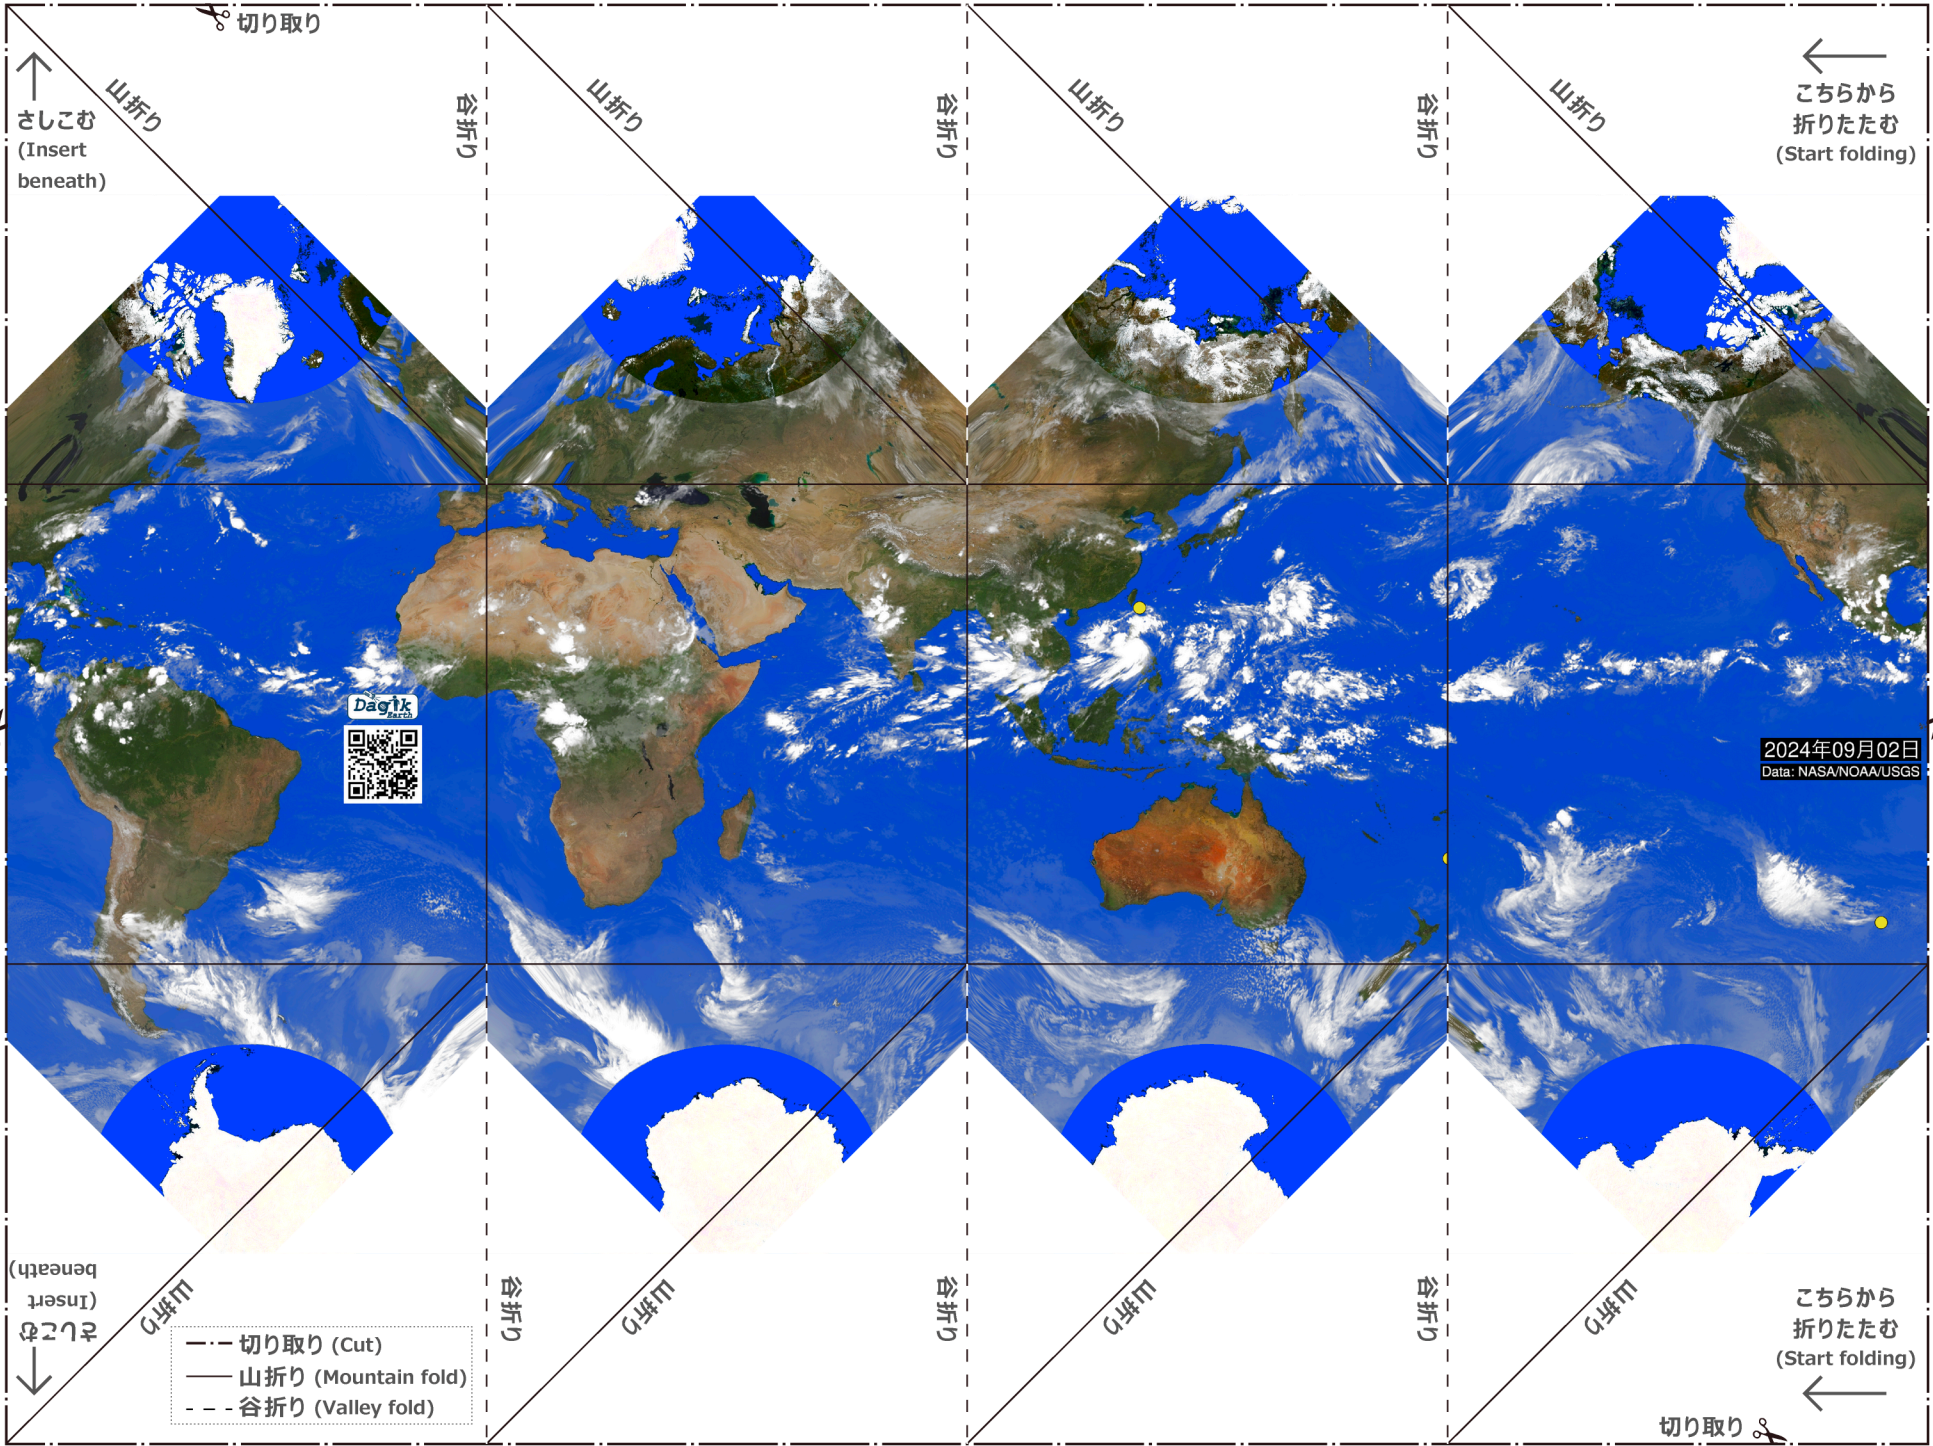 切り取り
山折り
谷折り
山折り
谷折り
山折り
谷折り
山折り
さしこむ
(Insert
beneath)
こちらから
折りたたむ
(Start folding)
Dagik
Earth
2024年09月02日
Data: NASA/NOAA/USGS
さしこむ
(Insert
beneath)
山折り
谷折り
山折り
谷折り
山折り
谷折り
山折り
こちらから
折りたたむ
(Start folding)
切り取り (Cut)
山折り (Mountain fold)
谷折り (Valley fold)
切り取り